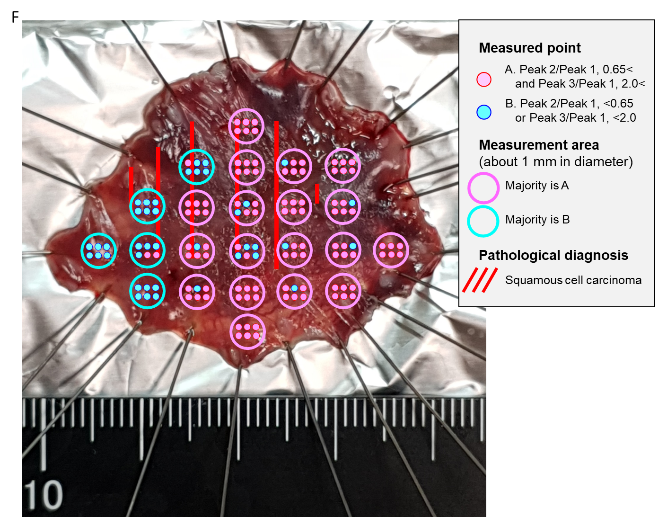 F
Measured point
A. Peak 2/Peak 1, 0.65<
and Peak 3/Peak 1, 2.0<
B. Peak 2/Peak 1, <0.65
or Peak 3/Peak 1, <2.0
Measurement area
(about 1 mm in diameter)
Majority is A
Majority is B
Pathological diagnosis
Squamous cell carcinoma
10